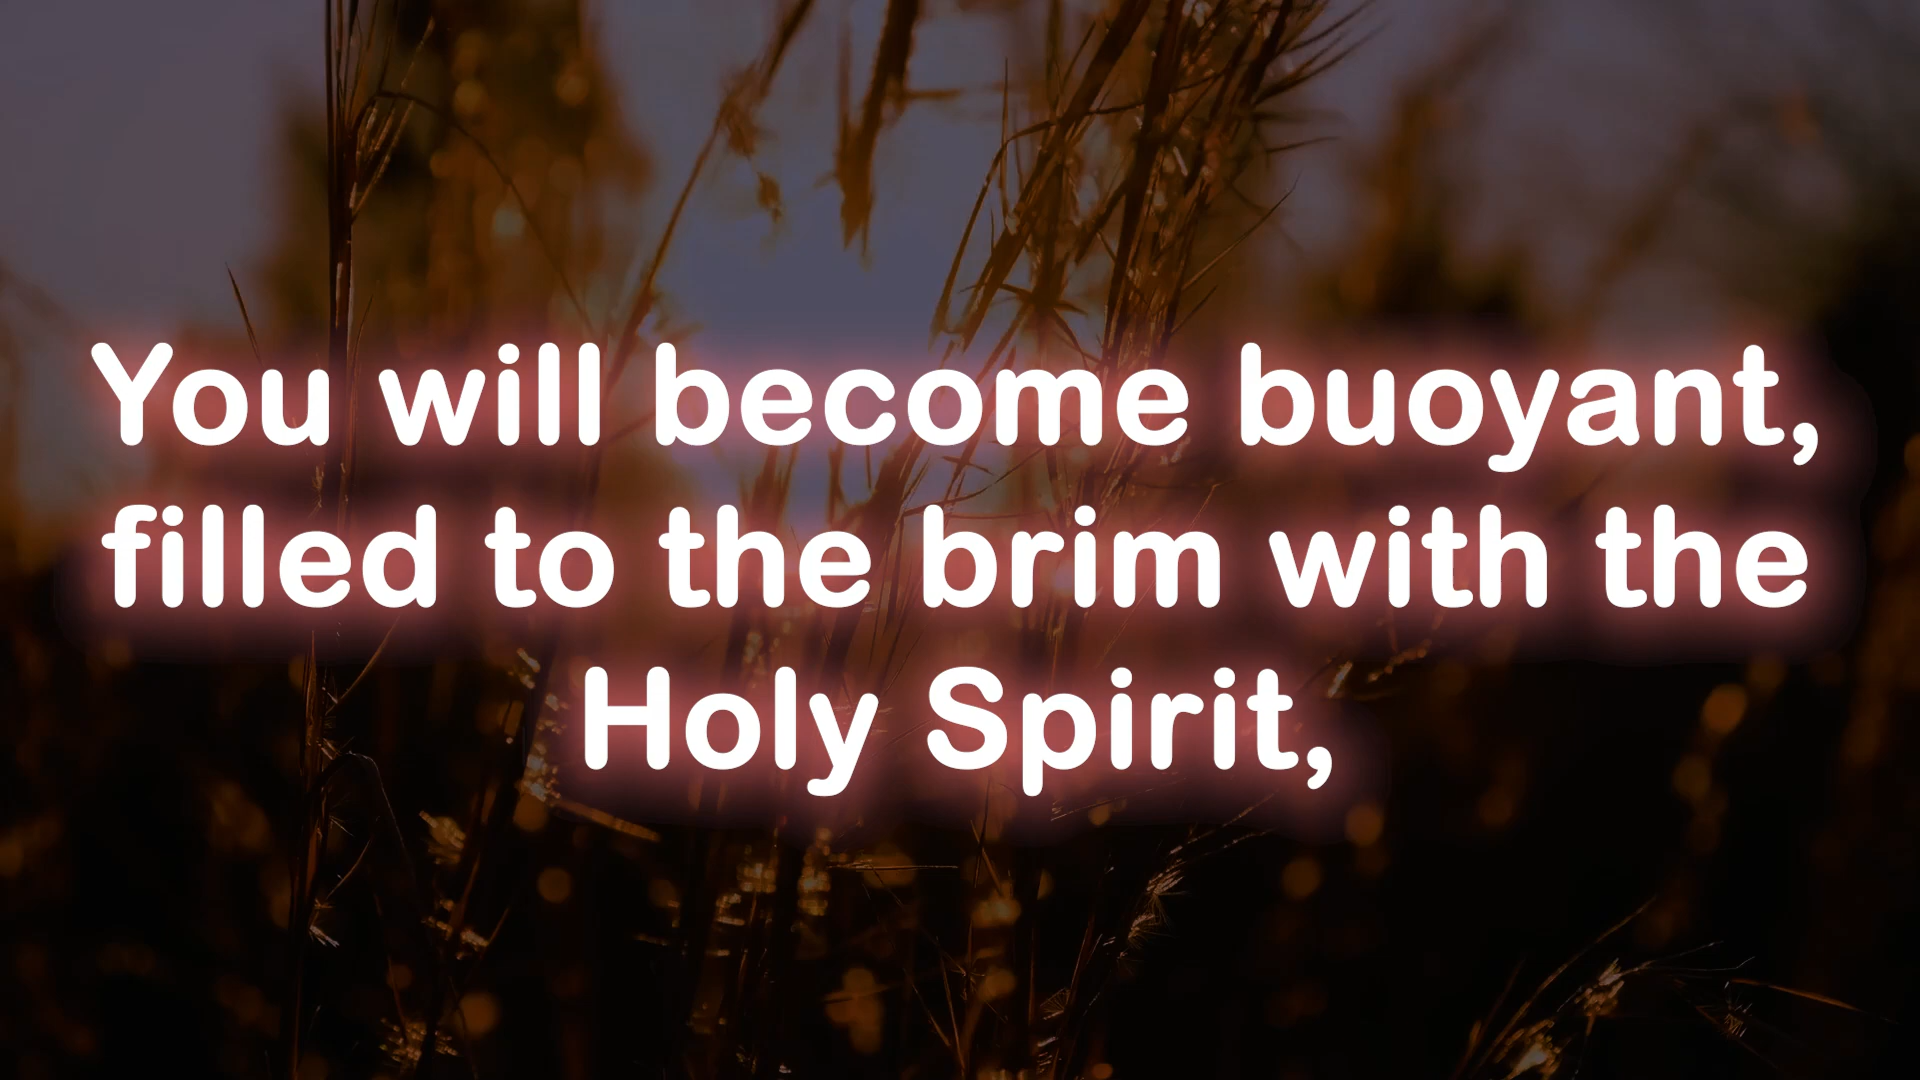 You will become buoyant,
filled to the brim with the
Holy Spirit,